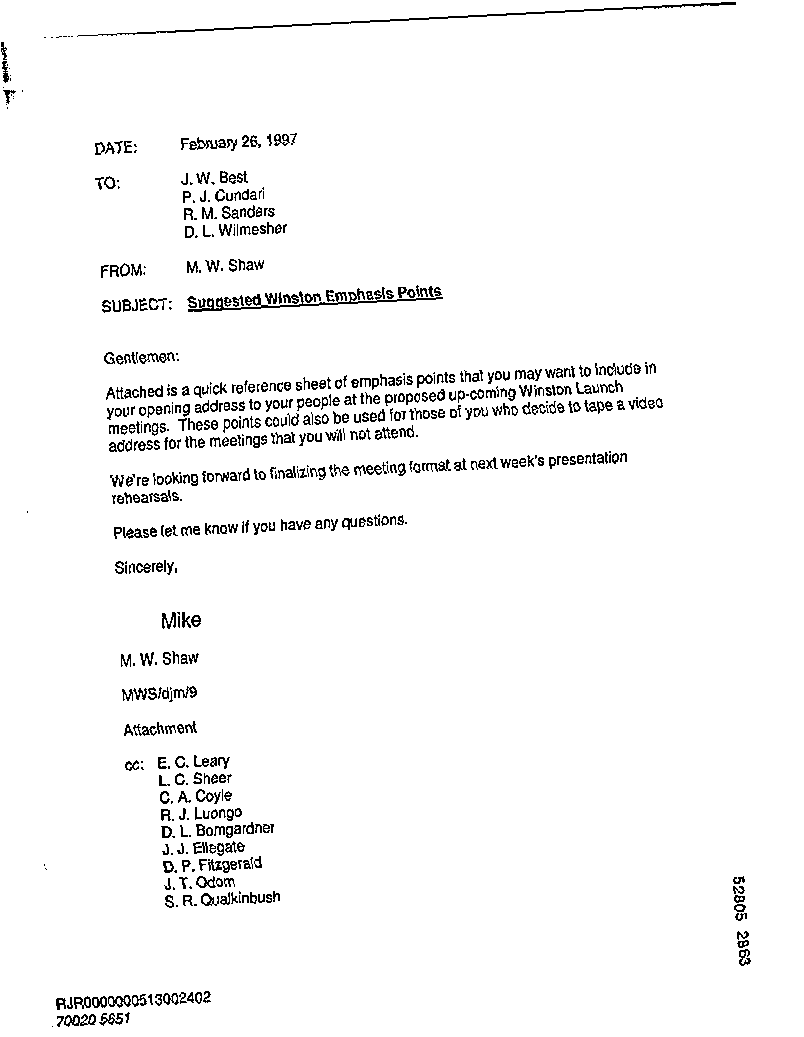 DATE: February 26, 1997
TO: J. W. Best
P. J. Cundari
R. M. Sanders
D. L. Wilmesher
FROM: M. W. Shaw
SUBJECT: Suggested Winston Emphasis Points
Gentlemen:
Attached is a quick reference sheet of emphasis points that you may want to include in
your opening address to your people at the proposed up-coming Winston Launch
meetings. These points could also be used for those of you who decide to tape a video
address for the meetings that you will not attend.
We're looking forward to finalizing the meeting format at next week's presentation
rehearsals.
Please let me know if you have any questions.
Sincerely,
Mike
M. W. Shaw
MWS/djm/9
Attachment
cc: E. C. Leary
L. C. Sheer
C. A. Coyle
R. J. Luongo
D. L. Bomgardner
J. J. Ellegate
D. P. Fitzgerald
J. T. Odom
S. R. Qualkinbush
52805 2863
RJR0000000513002402
70020 5651